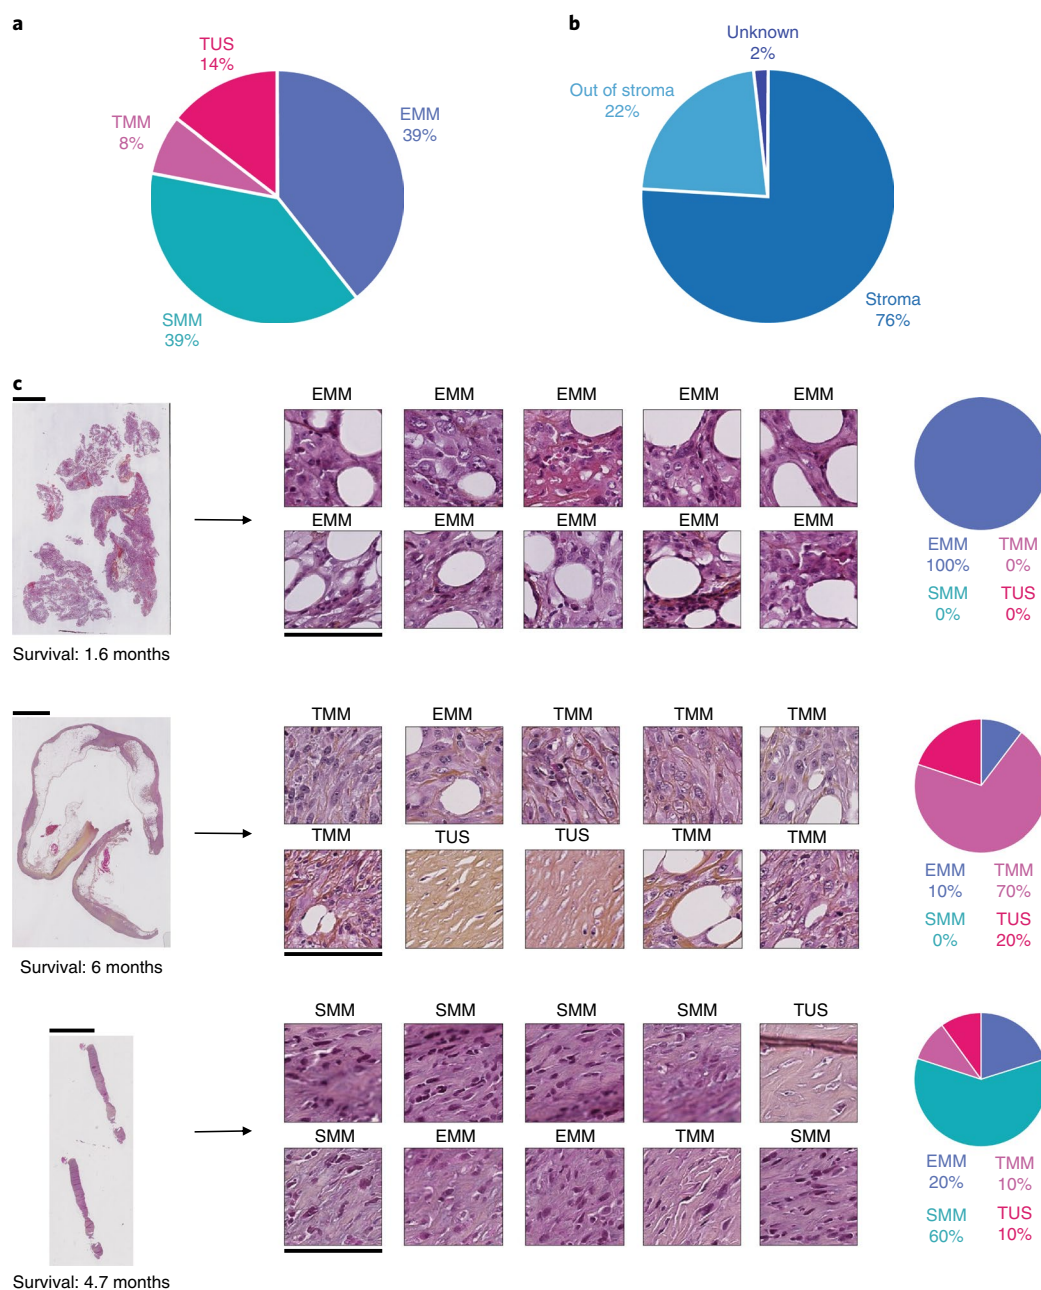 a
TUS
14%
TMM
8%
EMM
39%
SMM
39%
b
Unknown
2%
Out of stroma
22%
Stroma
76%
c
EMM EMM EMM EMM EMM
EMM EMM EMM EMM EMM
EMM TMM
100% 0%
SMM TUS
0% 0%
Survival: 1.6 months
TMM EMM TMM TMM TMM
TMM TUS TUS TMM TMM
EMM TMM
10% 70%
SMM TUS
0% 20%
Survival: 6 months
SMM SMM SMM SMM TUS
SMM EMM EMM TMM SMM
EMM TMM
20% 10%
SMM TUS
60% 10%
Survival: 4.7 months